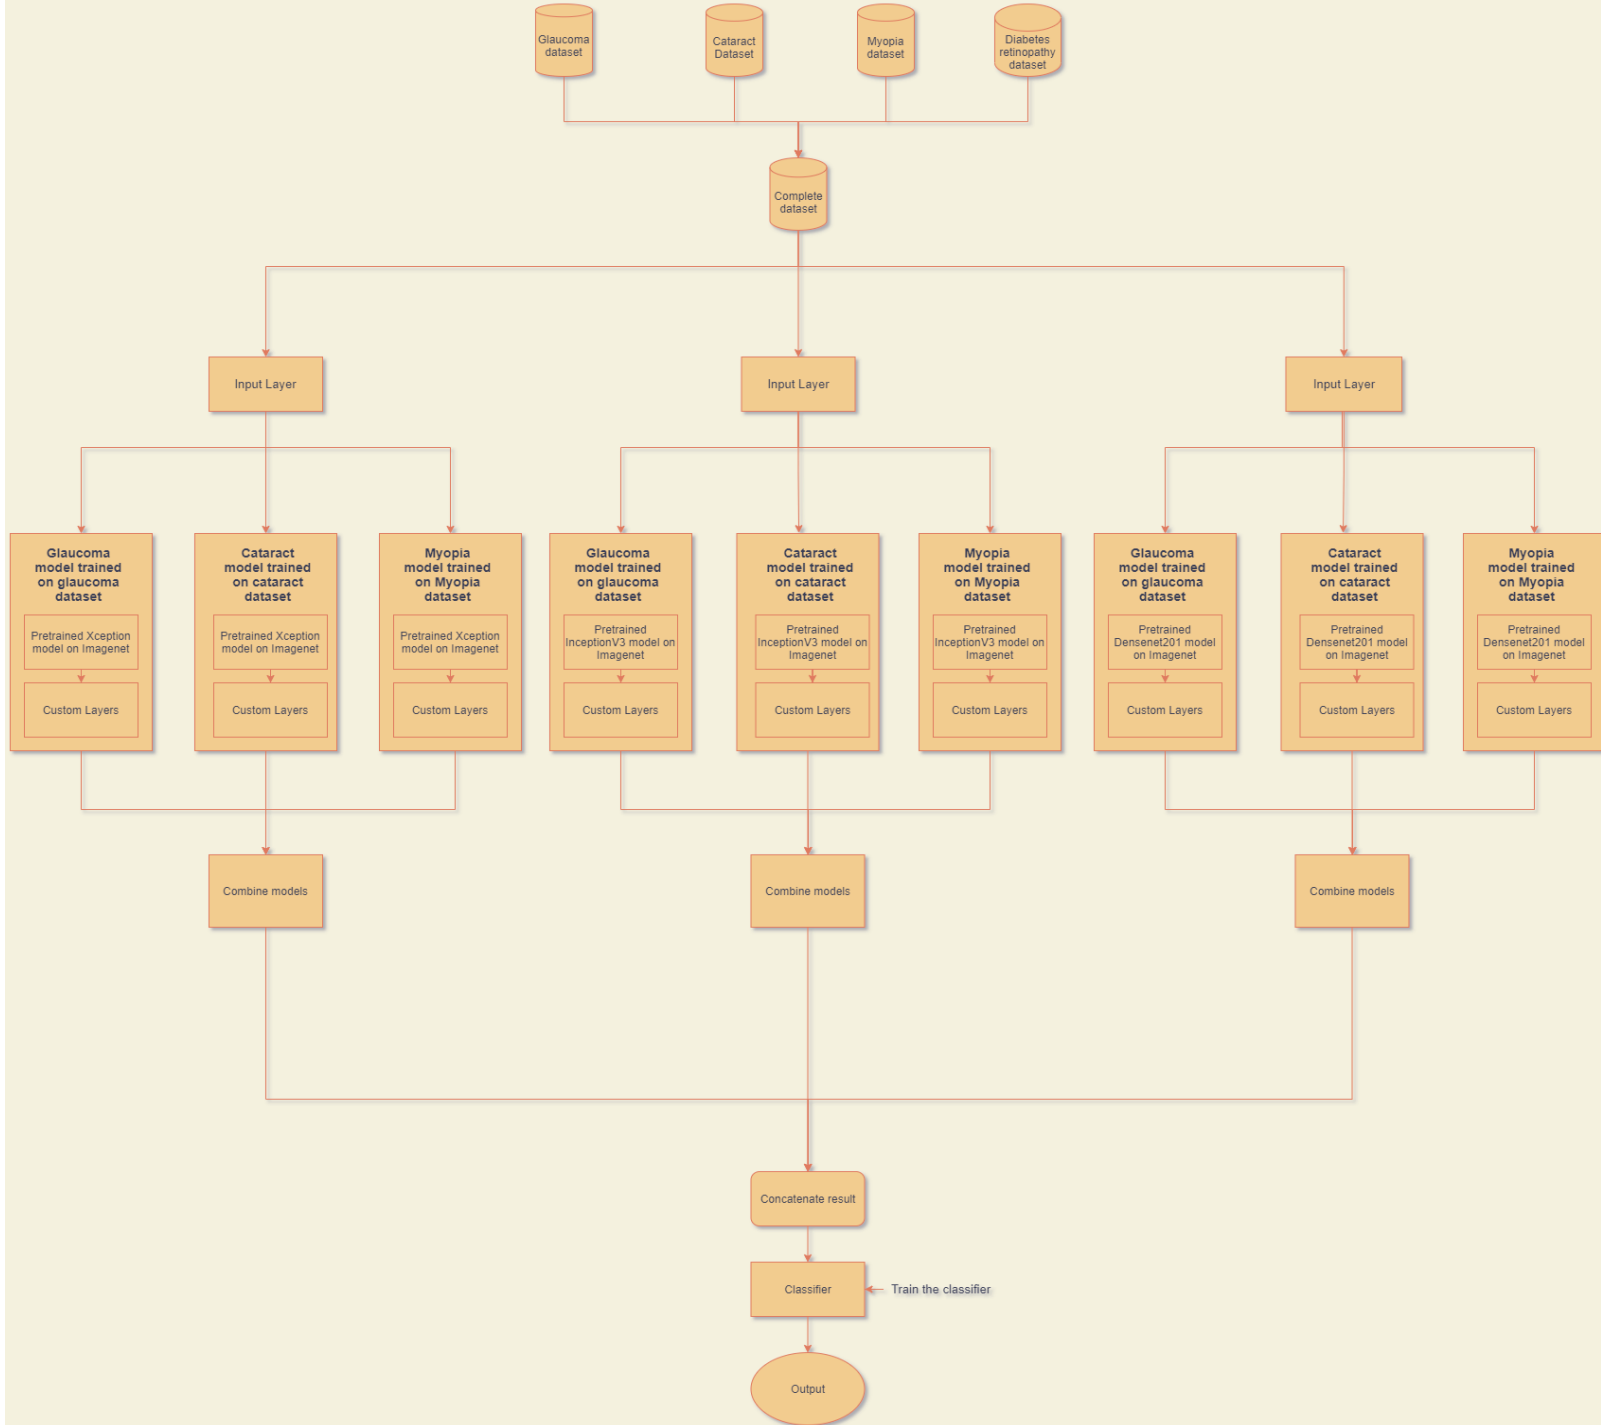 Glaucoma
dataset
Cataract
Dataset
Myopia
dataset
Diabetes
retinopathy
dataset
Complete
dataset
Input Layer
Input Layer
Input Layer
Glaucoma
model trained
on glaucoma
dataset
Pretrained Xception
model on Imagenet
Custom Layers
Cataract
model trained
on cataract
dataset
Pretrained Xception
model on Imagenet
Custom Layers
Myopia
model trained
on Myopia
dataset
Pretrained Xception
model on Imagenet
Custom Layers
Glaucoma
model trained
on glaucoma
dataset
Pretrained
InceptionV3 model on
Imagenet
Custom Layers
Cataract
model trained
on cataract
dataset
Pretrained
InceptionV3 model on
Imagenet
Custom Layers
Myopia
model trained
on Myopia
dataset
Pretrained
InceptionV3 model on
Imagenet
Custom Layers
Glaucoma
model trained
on glaucoma
dataset
Pretrained
Densenet201 model
on Imagenet
Custom Layers
Cataract
model trained
on cataract
dataset
Pretrained
Densenet201 model
on Imagenet
Custom Layers
Myopia
model trained
on Myopia
dataset
Pretrained
Densenet201 model
on Imagenet
Custom Layers
Combine models
Combine models
Combine models
Concatenate result
Classifier
Train the classifier
Output